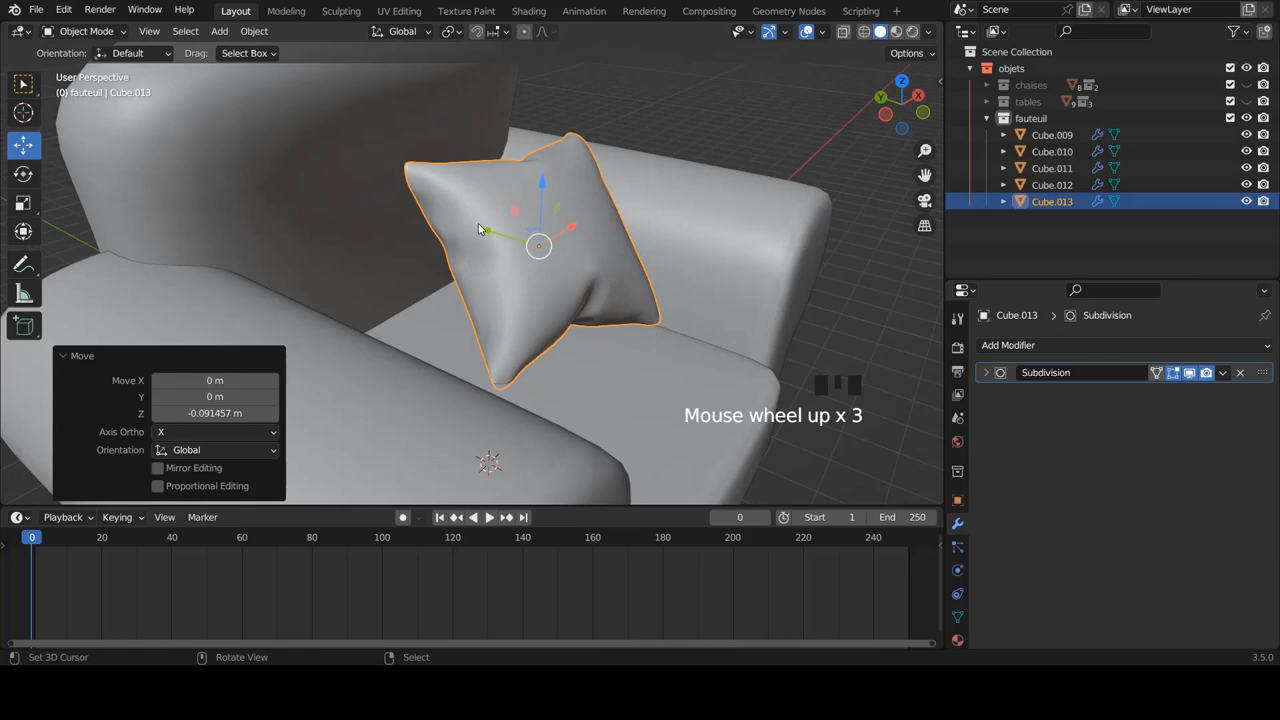 File Edit Render Window Help Layout Modeling Sculpting UV Editing Texture Paint Shading Animation Rendering Compositing Geometry Nodes Scripting + Scene ViewLayer
Object Mode View Select Add Object Global
Orientation: Default Drag: Select Box Options
User Perspective
(0) fauteuil | Cube.013
Z
X
Y
Scene Collection
objets
chaises 8 2
tables 9 3
fauteuil
Cube.009
Cube.010
Cube.011
Cube.012
Cube.013
Cube.013 > Subdivision
Add Modifier
Subdivision
Move
Move X 0 m
Y 0 m
Z -0.091457 m
Axis Ortho X
Orientation Global
Mirror Editing
Proportional Editing
Mouse wheel up x 3
Playback Keying View Marker 0 Start 1 End 250
0 20 40 60 80 100 120 140 160 180 200 220 240
Set 3D Cursor Rotate View Select 3.5.0